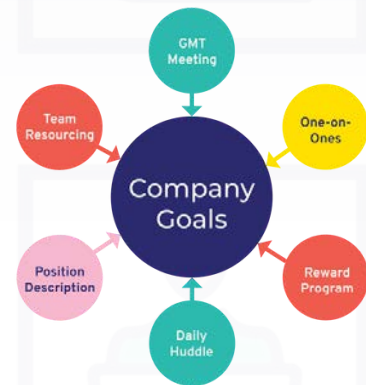 GMT
Meeting
Team
Resourcing
One-on-
Ones
Company
Goals
Position
Description
Reward
Program
Daily
Huddle